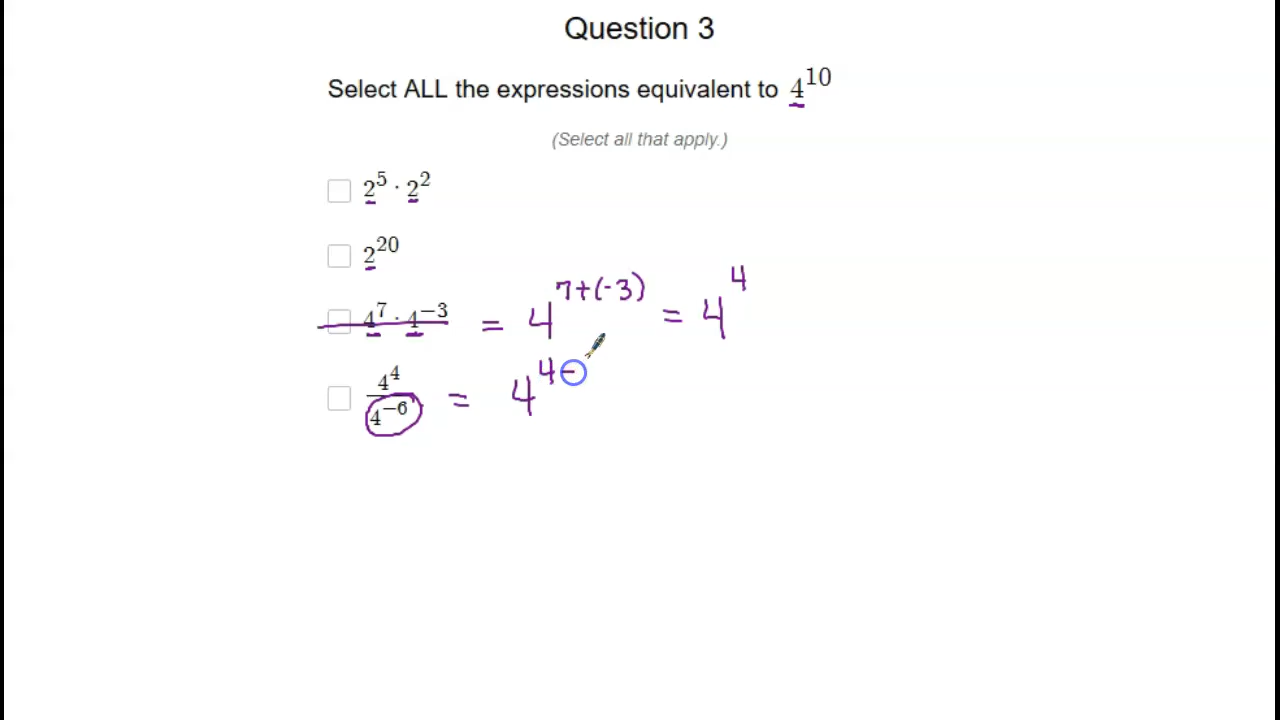 Question 3
Select ALL the expressions equivalent to 4^10
(Select all that apply.)
2^5 · 2^2
2^20
4^7 · 4^−3 = 4^7+(-3) = 4^4
4^4/4^−6 = 4^4−